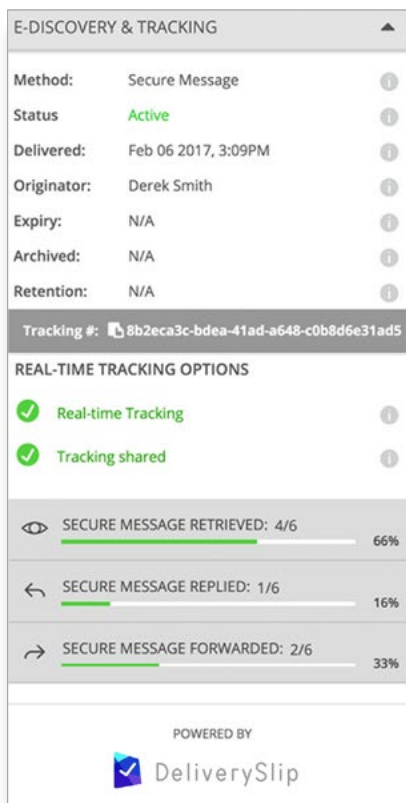 E-DISCOVERY & TRACKING
Method: Secure Message
Status Active
Delivered: Feb 06 2017, 3:09PM
Originator: Derek Smith
Expiry: N/A
Archived: N/A
Retention: N/A
Tracking #: 8b2eca3c-bdea-41ad-a648-c0b8d6e31ad5
REAL-TIME TRACKING OPTIONS
Real-time Tracking
Tracking shared
SECURE MESSAGE RETRIEVED: 4/6
66%
SECURE MESSAGE REPLIED: 1/6
16%
SECURE MESSAGE FORWARDED: 2/6
33%
POWERED BY
DeliverySlip